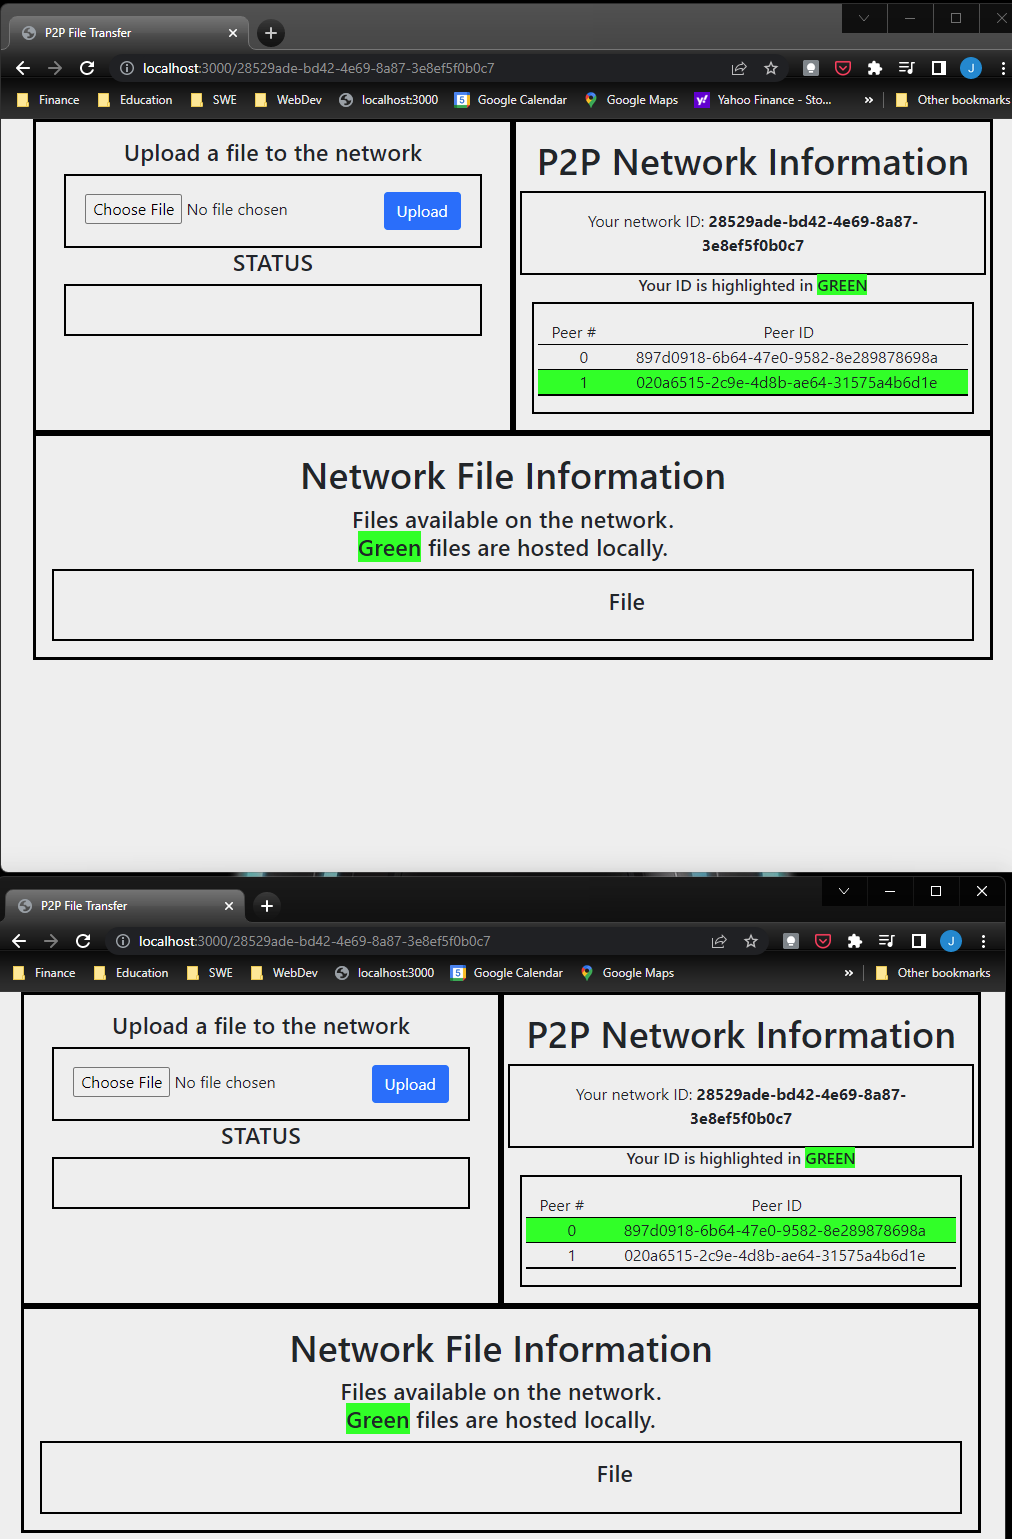 P2P File Transfer
localhost:3000/28529ade-bd42-4e69-8a87-3e8ef5f0b0c7
J
Finance Education SWE WebDev localhost:3000 5 Google Calendar Google Maps y! Yahoo Finance - Sto... » Other bookmarks
Upload a file to the network
Choose File No file chosen Upload
STATUS
P2P Network Information
Your network ID: 28529ade-bd42-4e69-8a87-
3e8ef5f0b0c7
Your ID is highlighted in GREEN
Peer # Peer ID
0 897d0918-6b64-47e0-9582-8e289878698a
1 020a6515-2c9e-4d8b-ae64-31575a4b6d1e
Network File Information
Files available on the network.
Green files are hosted locally.
File
P2P File Transfer
localhost:3000/28529ade-bd42-4e69-8a87-3e8ef5f0b0c7
J
Finance Education SWE WebDev localhost:3000 5 Google Calendar Google Maps » Other bookmarks
Upload a file to the network
Choose File No file chosen Upload
STATUS
P2P Network Information
Your network ID: 28529ade-bd42-4e69-8a87-
3e8ef5f0b0c7
Your ID is highlighted in GREEN
Peer # Peer ID
0 897d0918-6b64-47e0-9582-8e289878698a
1 020a6515-2c9e-4d8b-ae64-31575a4b6d1e
Network File Information
Files available on the network.
Green files are hosted locally.
File